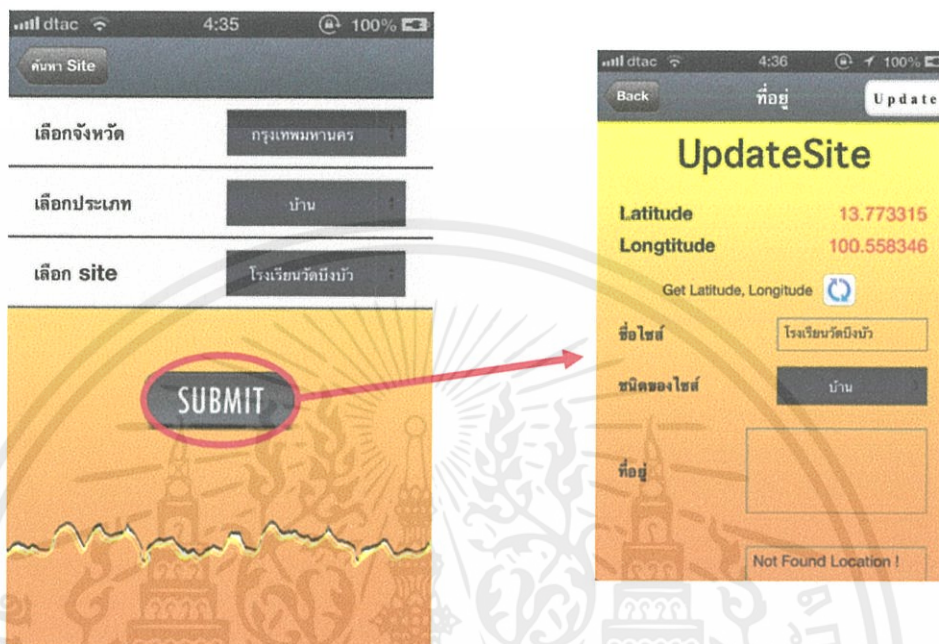 dtac 4:35 100%
ค้นหา Site
เลือกจังหวัด กรุงเทพมหานคร
เลือกประเภท บ้าน
เลือก site โรงเรียนวัดบึงบัว
SUBMIT
dtac 4:36 100%
Back ที่อยู่ Update
UpdateSite
Latitude 13.773315
Longtitude 100.558346
Get Latitude, Longitude
ชื่อไซส์ โรงเรียนวัดบึงบัว
ชนิดของไซส์ บ้าน
ที่อยู่
Not Found Location !